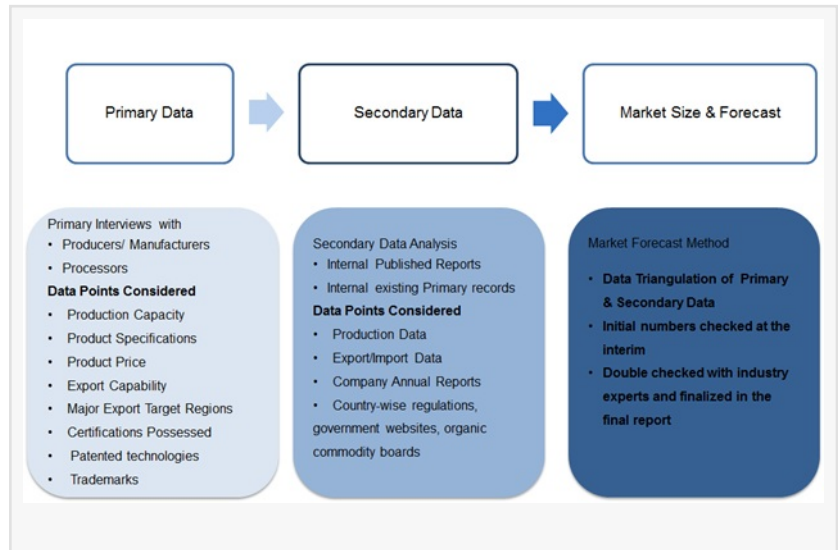 Primary Data
Secondary Data
Market Size & Forecast
Primary Interviews with
• Producers/ Manufacturers
• Processors
Data Points Considered
• Production Capacity
• Product Specifications
• Product Price
• Export Capability
• Major Export Target Regions
• Certifications Possessed
• Patented technologies
• Trademarks
Secondary Data Analysis
• Internal Published Reports
• Internal existing Primary records
Data Points Considered
• Production Data
• Export/Import Data
• Company Annual Reports
• Country-wise regulations,
government websites, organic
commodity boards
Market Forecast Method
• Data Triangulation of Primary
& Secondary Data
• Initial numbers checked at the
interim
• Double checked with industry
experts and finalized in the
final report